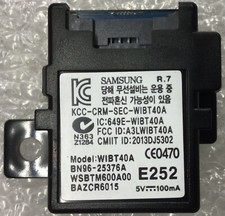 SAMSUNG R.7
당해 무선설비는 운용 중
전파혼신 가능성이 있음
KCC-CRM-SEC-WIBT40A
IC:649E-WIBT40A
FCC ID:A3LWIBT40A
CMIIT ID:2013DJ5302
N363
Z1284
Model:WIBT40A
CE0470
BN96-25376A
WSBTM600A00
E252
BAZCR6015
5V⎓100mA